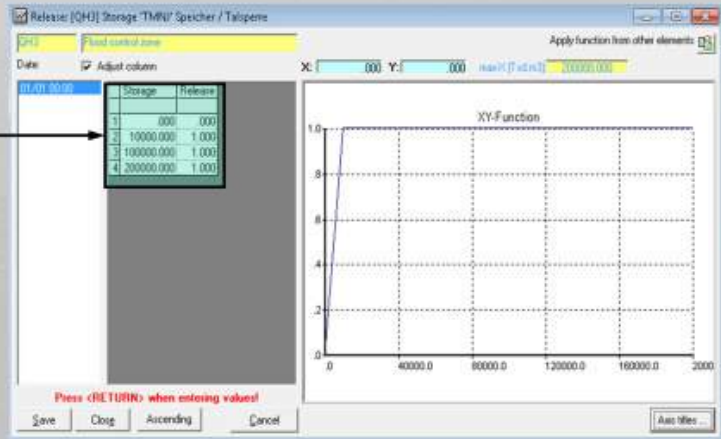 Release: [QH3] Storage "TMNJ" Speicher / Talsperre
QH3 Flood control zone
Apply function from other elements
Date Adjust column
X: .000 Y: .000 max X [Tsd.m3]: 200000.000
01/01 00:00
Storage Release
1 .000 .000
2 10000.000 1.000
3 100000.000 1.000
4 200000.000 1.000
XY-Function
1.0
.8
.6
.4
.2
.0
.0 40000.0 80000.0 120000.0 160000.0 2000
Press <RETURN> when entering values!
Save Close Ascending Cancel
Axis titles ...